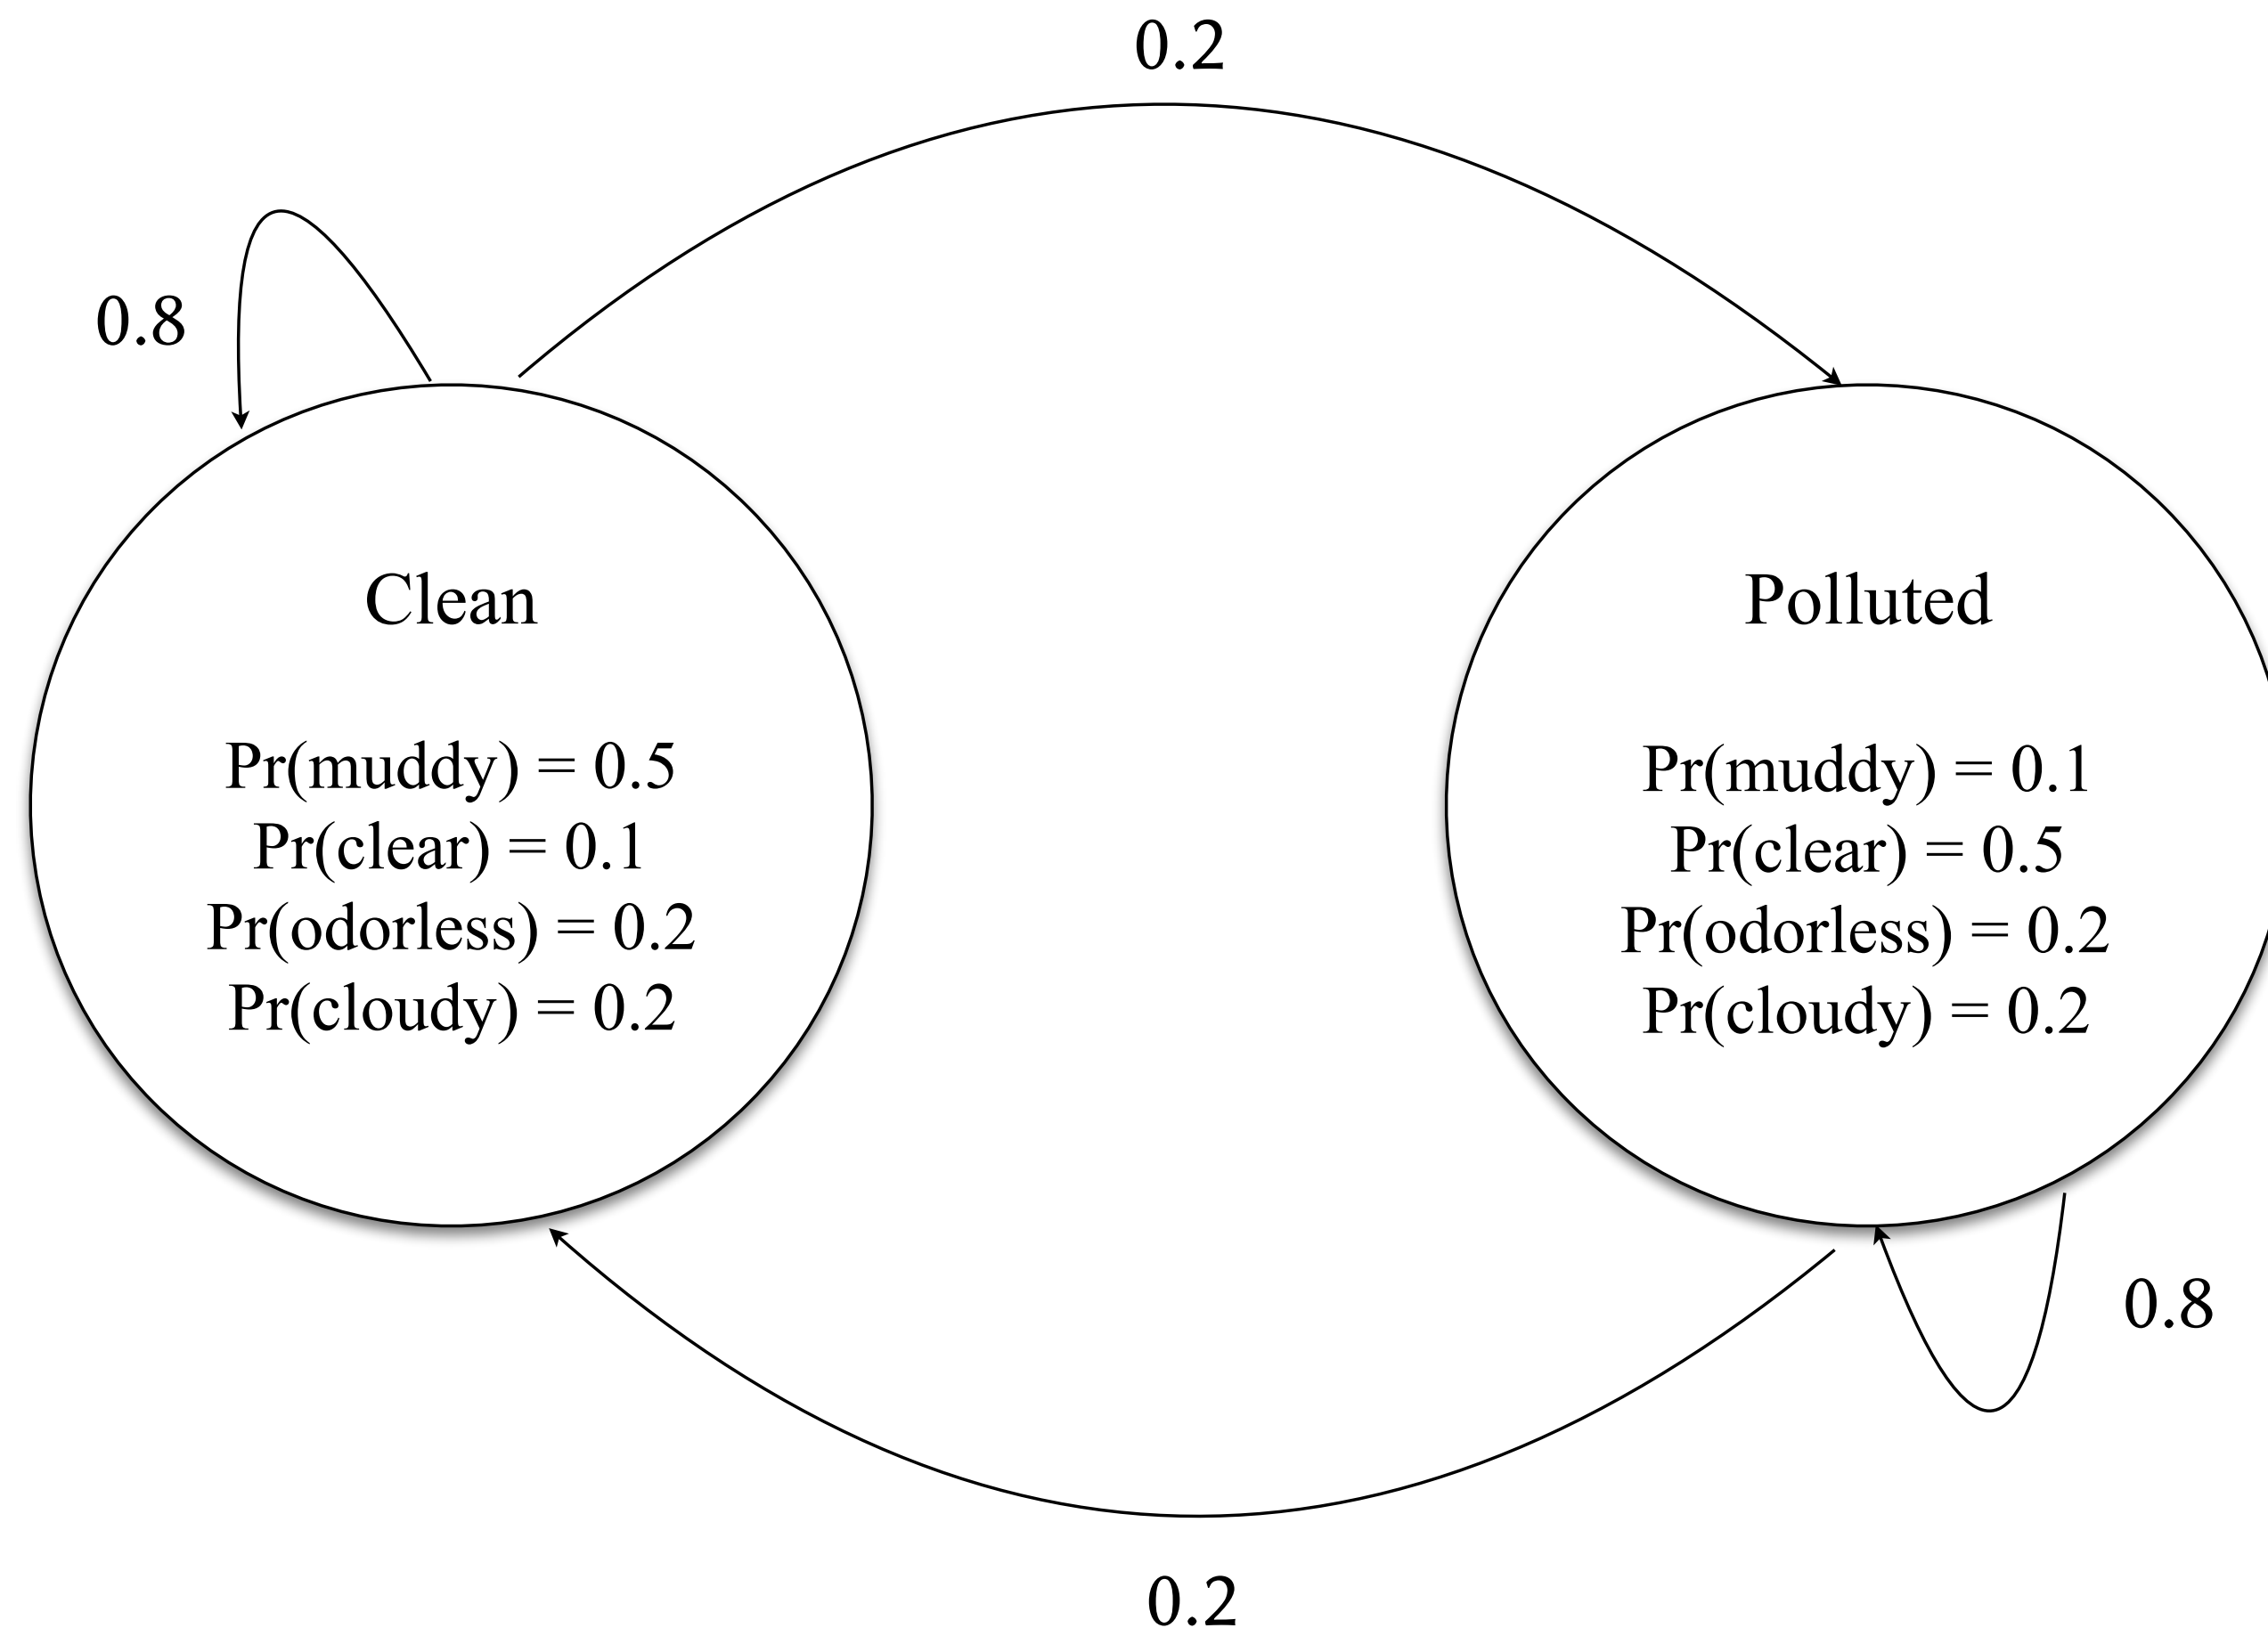 0.2
0.8
Clean
Pr(muddy) = 0.5
Pr(clear) = 0.1
Pr(odorless) = 0.2
Pr(cloudy) = 0.2
Polluted
Pr(muddy) = 0.1
Pr(clear) = 0.5
Pr(odorless) = 0.2
Pr(cloudy) = 0.2
0.8
0.2